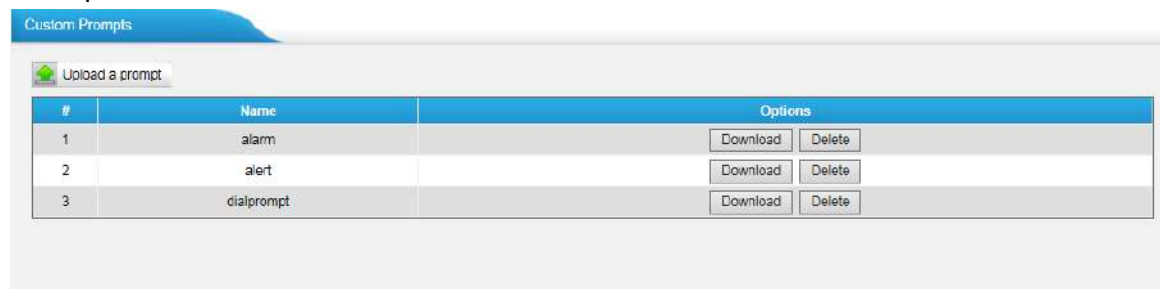 Custom Prompts
Upload a prompt
# Name Options
1 alarm Download Delete
2 alert Download Delete
3 dialprompt Download Delete